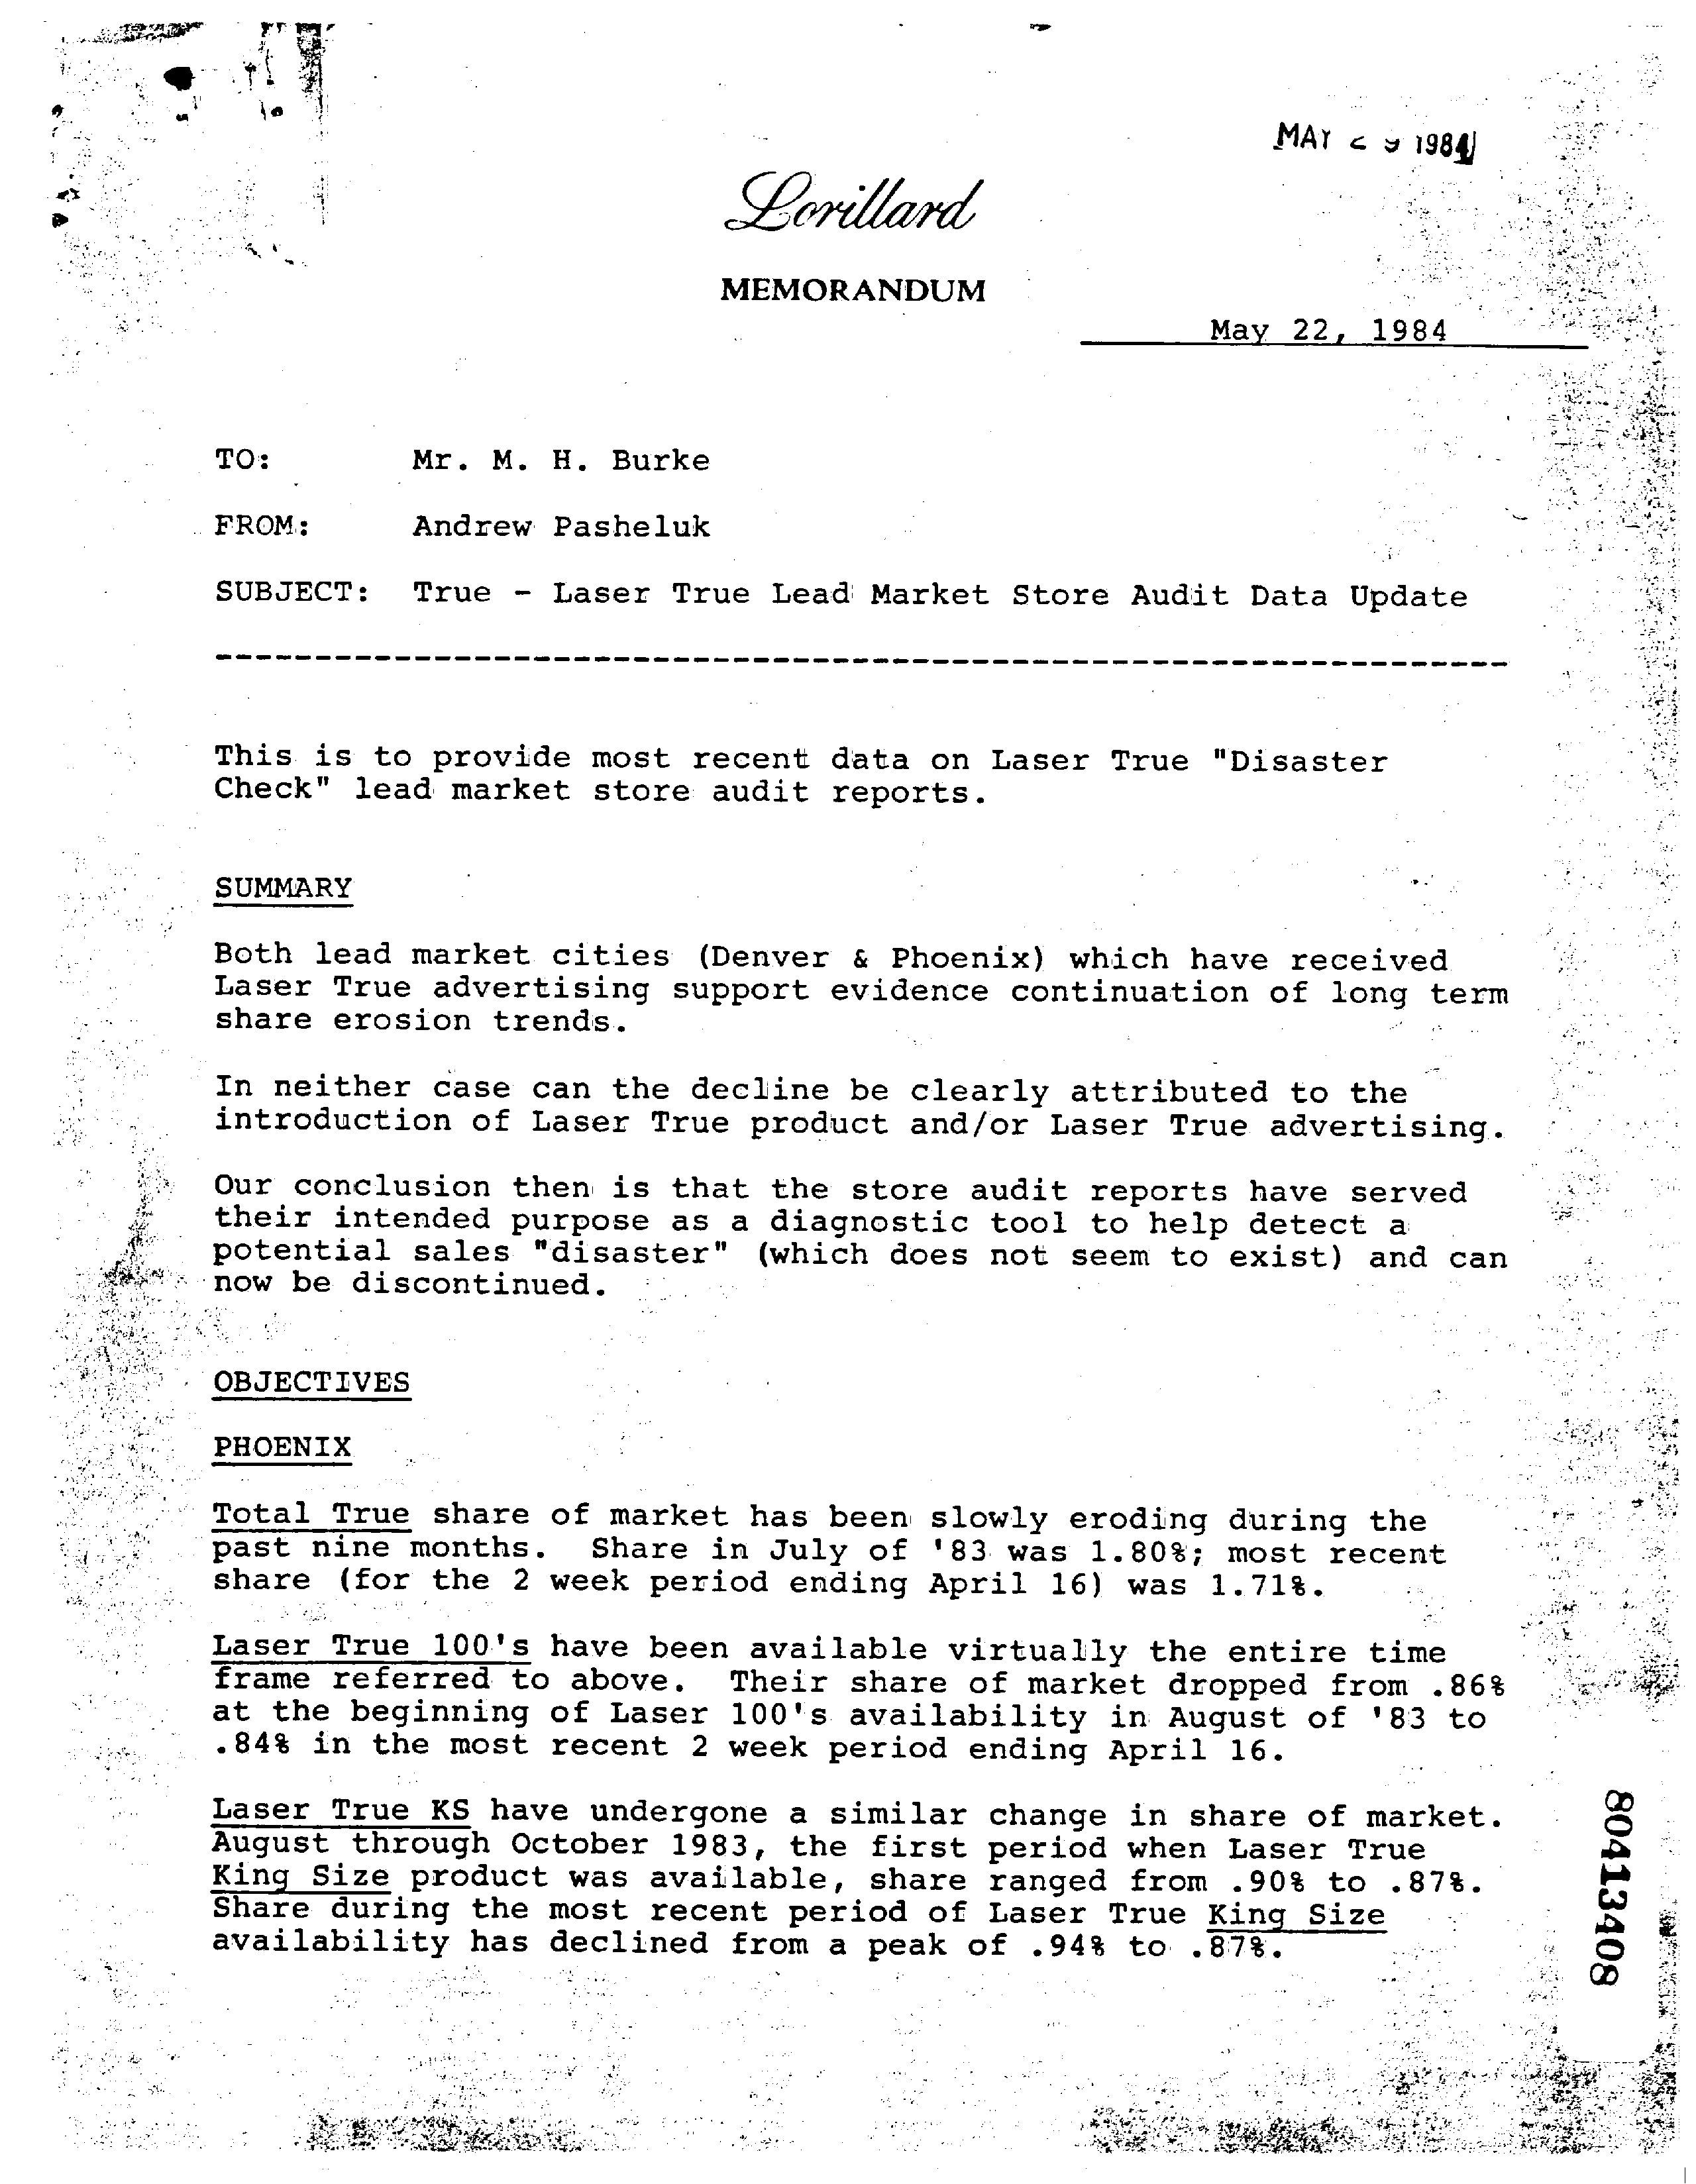 MAY 1984
Lorillard
MEMORANDUM
May 22, 1984
TO: Mr. M. H. Burke
FROM: Andrew Pasheluk
SUBJECT: True - Laser True Lead Market Store Audit Data Update
-----------------------------------------------------------------
This is to provide most recent data on Laser True "Disaster
Check" lead market store audit reports.
SUMMARY
Both lead market cities (Denver & Phoenix) which have received
Laser True advertising support evidence continuation of long term
share erosion trends.
In neither case can the decline be clearly attributed to the
introduction of Laser True product and/or Laser True advertising.
Our conclusion then is that the store audit reports have served
their intended purpose as a diagnostic tool to help detect a
potential sales "disaster" (which does not seem to exist) and can
now be discontinued.
OBJECTIVES
PHOENIX
Total True share of market has been slowly eroding during the
past nine months. Share in July of '83 was 1.80%; most recent
share (for the 2 week period ending April 16) was 1.71%.
Laser True 100's have been available virtually the entire time
frame referred to above. Their share of market dropped from .86%
at the beginning of Laser 100's availability in August of '83 to
.84% in the most recent 2 week period ending April 16.
Laser True KS have undergone a similar change in share of market.
August through October 1983, the first period when Laser True
King Size product was available, share ranged from .90% to .87%.
Share during the most recent period of Laser True King Size
availability has declined from a peak of .94% to .87%.
80413408